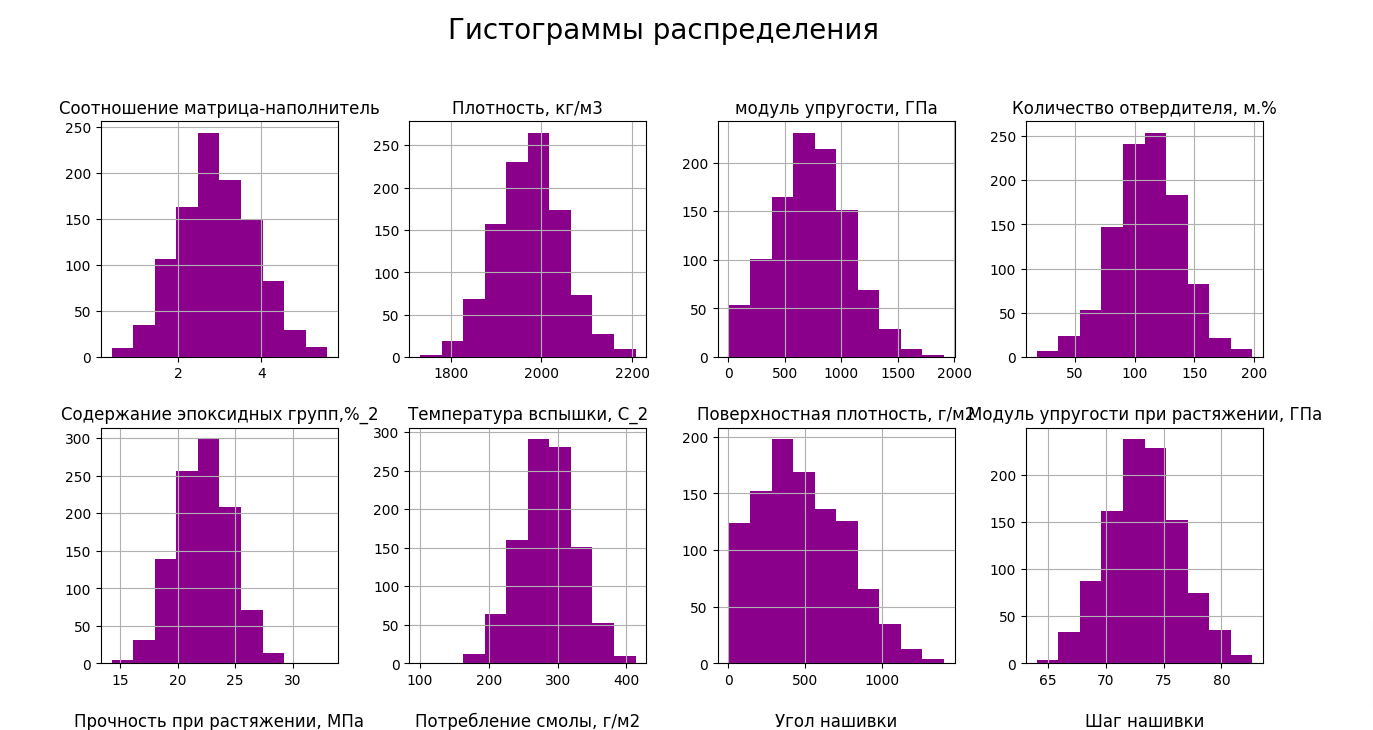 Гистограммы распределения
Соотношение матрица-наполнитель
Плотность, кг/м3
модуль упругости, ГПа
Количество отвердителя, м.%
250
200
150
100
50
0
2 4
250
200
150
100
50
0
1800 2000 2200
200
150
100
50
0
0 500 1000 1500 2000
250
200
150
100
50
0
50 100 150 200
Содержание эпоксидных групп,%_2
Температура вспышки, С_2
Поверхностная плотность, г/м2
Модуль упругости при растяжении, ГПа
300
250
200
150
100
50
0
15 20 25 30
300
250
200
150
100
50
0
100 200 300 400
200
150
100
50
0
0 500 1000
200
150
100
50
0
65 70 75 80
Прочность при растяжении, МПа
Потребление смолы, г/м2
Угол нашивки
Шаг нашивки